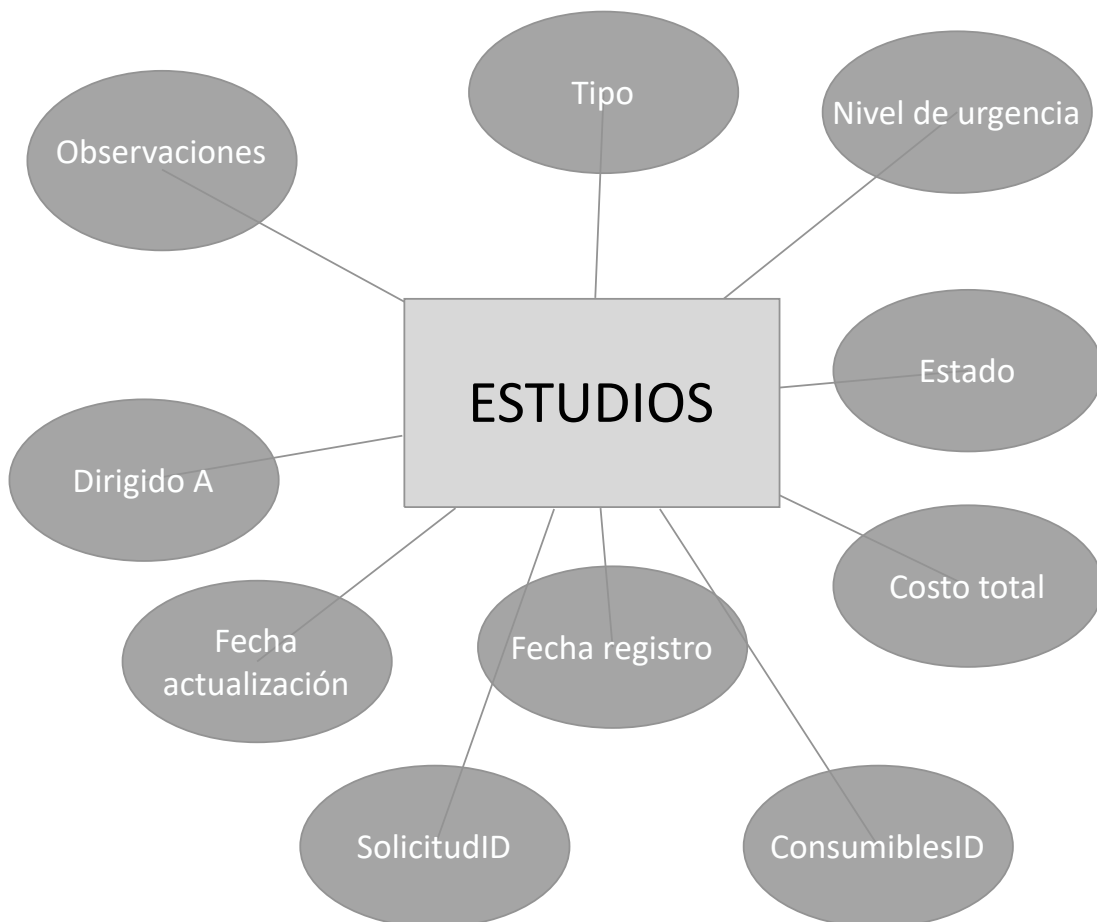 Tipo
Nivel de urgencia
Observaciones
Estado
ESTUDIOS
Dirigido A
Costo total
Fecha
actualización
Fecha registro
SolicitudID
ConsumiblesID